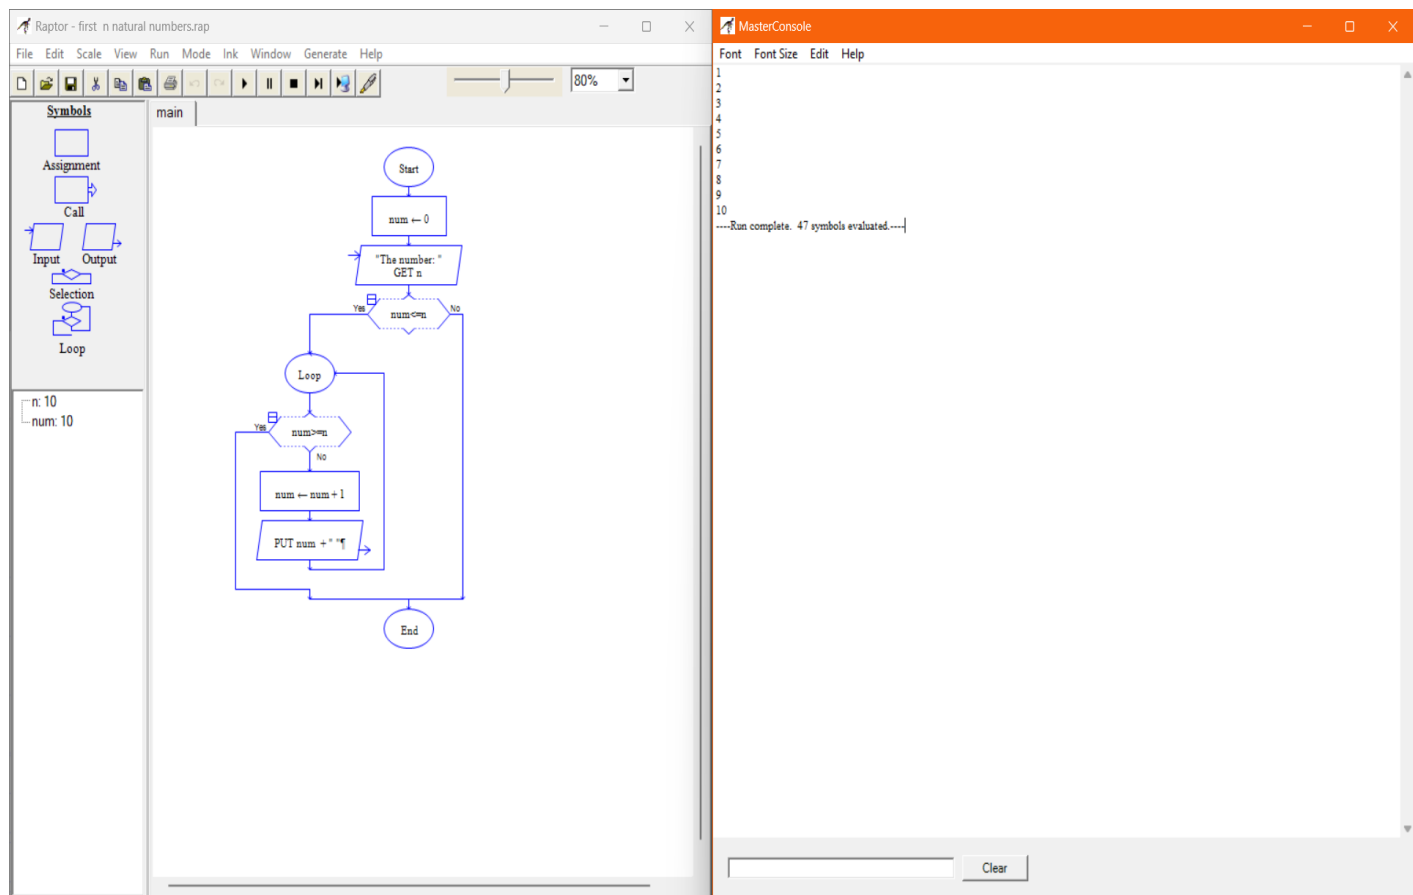 Raptor - first n natural numbers.rap
File Edit Scale View Run Mode Ink Window Generate Help
80%
Symbols
Assignment
Call
Input Output
Selection
Loop
n: 10
num: 10
main
Start
num ← 0
"The number: "
GET n
Yes num<=n No
Loop
Yes num>=n
No
num ← num + 1
PUT num + " "¶
End
MasterConsole
Font Font Size Edit Help
1
2
3
4
5
6
7
8
9
10
----Run complete. 47 symbols evaluated.----
Clear